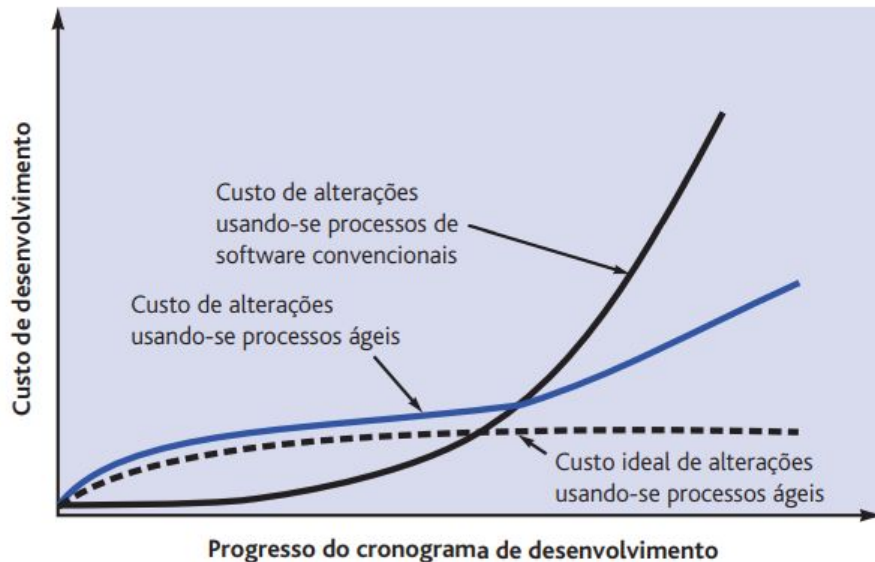 Custo de desenvolvimento
Custo de alterações
usando-se processos de
software convencionais
Custo de alterações
usando-se processos ágeis
Custo ideal de alterações
usando-se processos ágeis
Progresso do cronograma de desenvolvimento